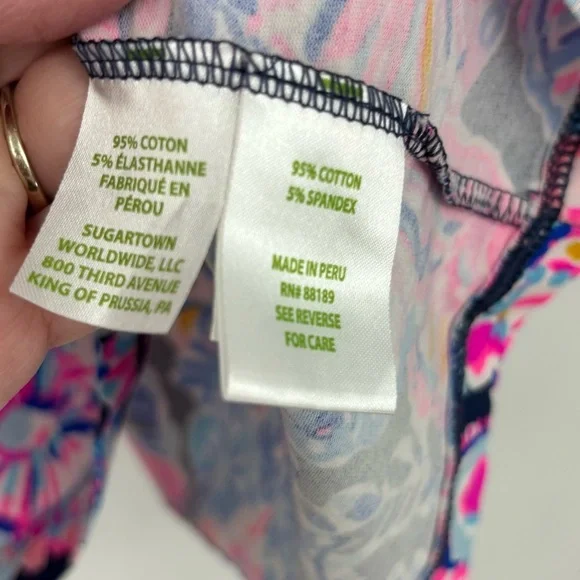 95% COTON
5% ÉLASTHANNE
FABRIQUÉ EN
PÉROU
SUGARTOWN
WORLDWIDE, LLC
800 THIRD AVENUE
KING OF PRUSSIA, PA
95% COTTON
5% SPANDEX
MADE IN PERU
RN# 88189
SEE REVERSE
FOR CARE